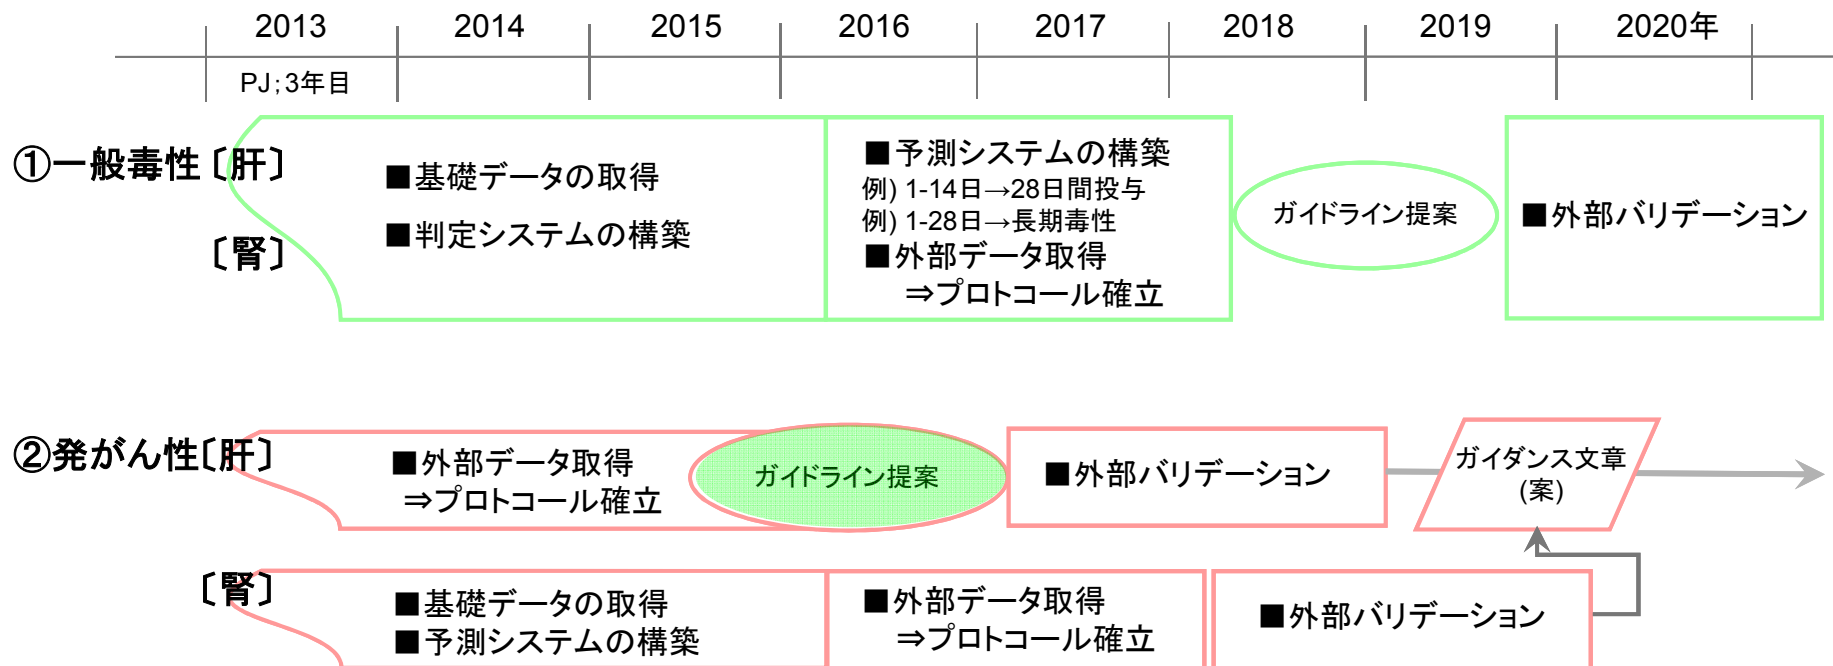 2013 2014 2015 2016 2017 2018 2019 2020年
PJ;3年目
①一般毒性〔肝〕
〔腎〕
■基礎データの取得
■判定システムの構築
■予測システムの構築
例) 1-14日→28日間投与
例) 1-28日→長期毒性
■外部データ取得
⇒プロトコール確立
ガイドライン提案
■外部バリデーション
②発がん性〔肝〕
■外部データ取得
⇒プロトコール確立
ガイドライン提案
■外部バリデーション
ガイダンス文章
(案)
〔腎〕
■基礎データの取得
■予測システムの構築
■外部データ取得
⇒プロトコール確立
■外部バリデーション